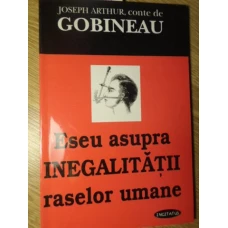 JOSEPH ARTHUR, conte de
GOBINEAU
Eseu asupra
INEGALITĂȚII
raselor umane